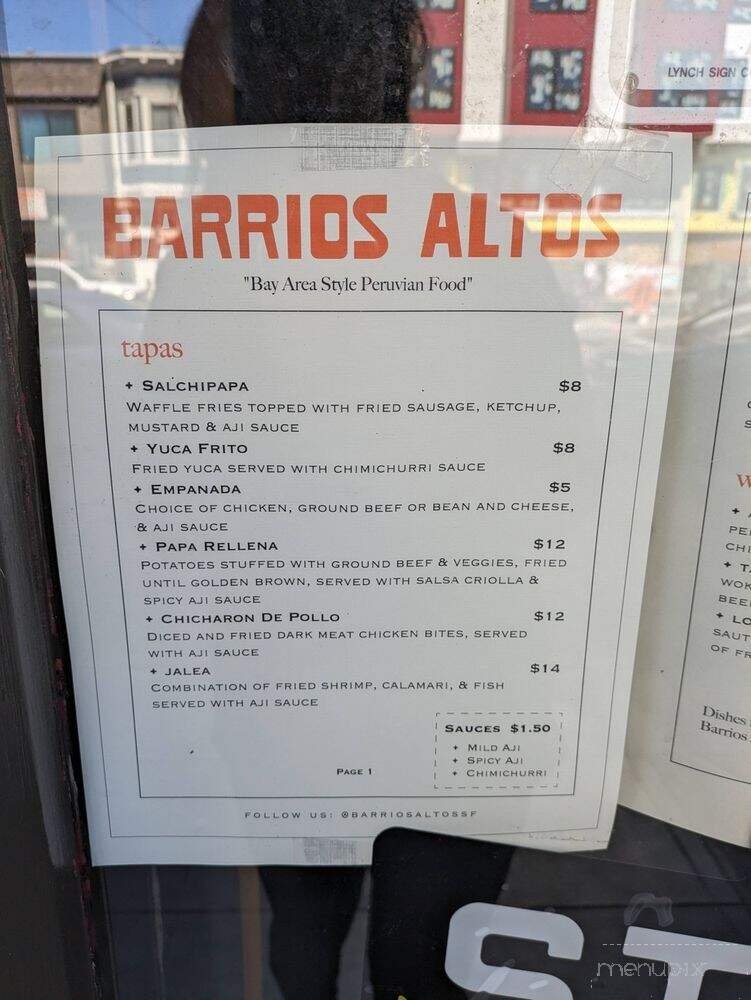 LYNCH SIGN C
BARRIOS ALTOS
"Bay Area Style Peruvian Food"
tapas
+ SALCHIPAPA $8
WAFFLE FRIES TOPPED WITH FRIED SAUSAGE, KETCHUP,
MUSTARD & AJI SAUCE
+ YUCA FRITO $8
FRIED YUCA SERVED WITH CHIMICHURRI SAUCE
+ EMPANADA $5
CHOICE OF CHICKEN, GROUND BEEF OR BEAN AND CHEESE,
& AJI SAUCE
+ PAPA RELLENA $12
POTATOES STUFFED WITH GROUND BEEF & VEGGIES, FRIED
UNTIL GOLDEN BROWN, SERVED WITH SALSA CRIOLLA &
SPICY AJI SAUCE
+ CHICHARON DE POLLO $12
DICED AND FRIED DARK MEAT CHICKEN BITES, SERVED
WITH AJI SAUCE
+ JALEA $14
COMBINATION OF FRIED SHRIMP, CALAMARI, & FISH
SERVED WITH AJI SAUCE
SAUCES $1.50
+ MILD AJI
+ SPICY AJI
+ CHIMICHURRI
PAGE 1
FOLLOW US: @BARRIOSALTOSSF
Dishes
Barrios
ST
menupix